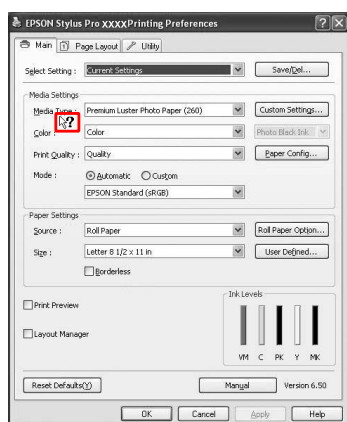 EPSON Stylus Pro XXXX Printing Preferences
Main Page Layout Utility
Select Setting : Current Settings Save/Del...
Media Settings
Media Type : Premium Luster Photo Paper (260) Custom Settings...
Color : Color Photo Black Ink
Print Quality : Quality Paper Config...
Mode : Automatic Custom
EPSON Standard (sRGB)
Paper Settings
Source : Roll Paper Roll Paper Option...
Size : Letter 8 1/2 x 11 in User Defined...
Borderless
Print Preview
Layout Manager
Ink Levels
VM C PK Y MK
Reset Defaults(Y) Manual Version 6.50
OK Cancel Apply Help